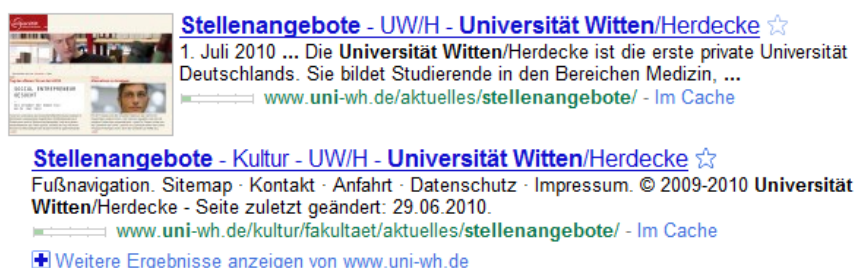 Stellenangebote - UW/H - Universität Witten/Herdecke
1. Juli 2010 ... Die Universität Witten/Herdecke ist die erste private Universität
Deutschlands. Sie bildet Studierende in den Bereichen Medizin, ...
www.uni-wh.de/aktuelles/stellenangebote/ - Im Cache
Stellenangebote - Kultur - UW/H - Universität Witten/Herdecke
Fußnavigation. Sitemap · Kontakt · Anfahrt · Datenschutz · Impressum. © 2009-2010 Universität
Witten/Herdecke - Seite zuletzt geändert: 29.06.2010.
www.uni-wh.de/kultur/fakultaet/aktuelles/stellenangebote/ - Im Cache
Weitere Ergebnisse anzeigen von www.uni-wh.de